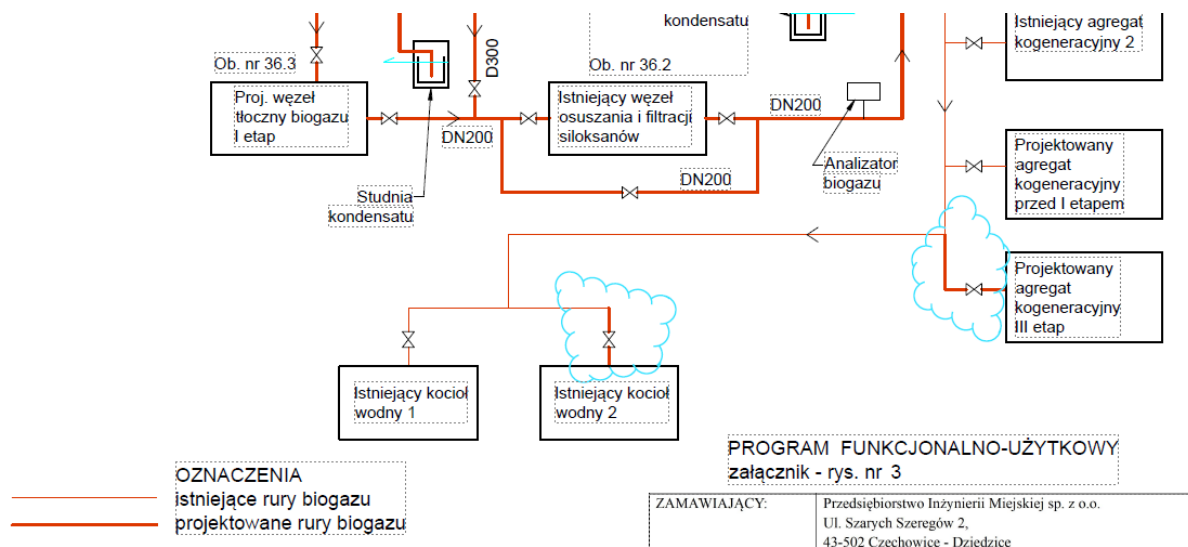 kondensatu
Istniejący agregat
kogeneracyjny 2
Ob. nr 36.3
D300
Ob. nr 36.2
Proj. węzeł
tłoczny biogazu
I etap
DN200
Istniejący węzeł
osuszania i filtracji
siloksanów
DN200
DN200
Analizator
biogazu
Studnia
kondensatu
Projektowany
agregat
kogeneracyjny
przed I etapem
Projektowany
agregat
kogeneracyjny
III etap
Istniejący kocioł
wodny 1
Istniejący kocioł
wodny 2
OZNACZENIA
istniejące rury biogazu
projektowane rury biogazu
PROGRAM FUNKCJONALNO-UŻYTKOWY
załącznik - rys. nr 3
ZAMAWIAJĄCY:
Przedsiębiorstwo Inżynierii Miejskiej sp. z o.o.
Ul. Szarych Szeregów 2,
43-502 Czechowice - Dziedzice